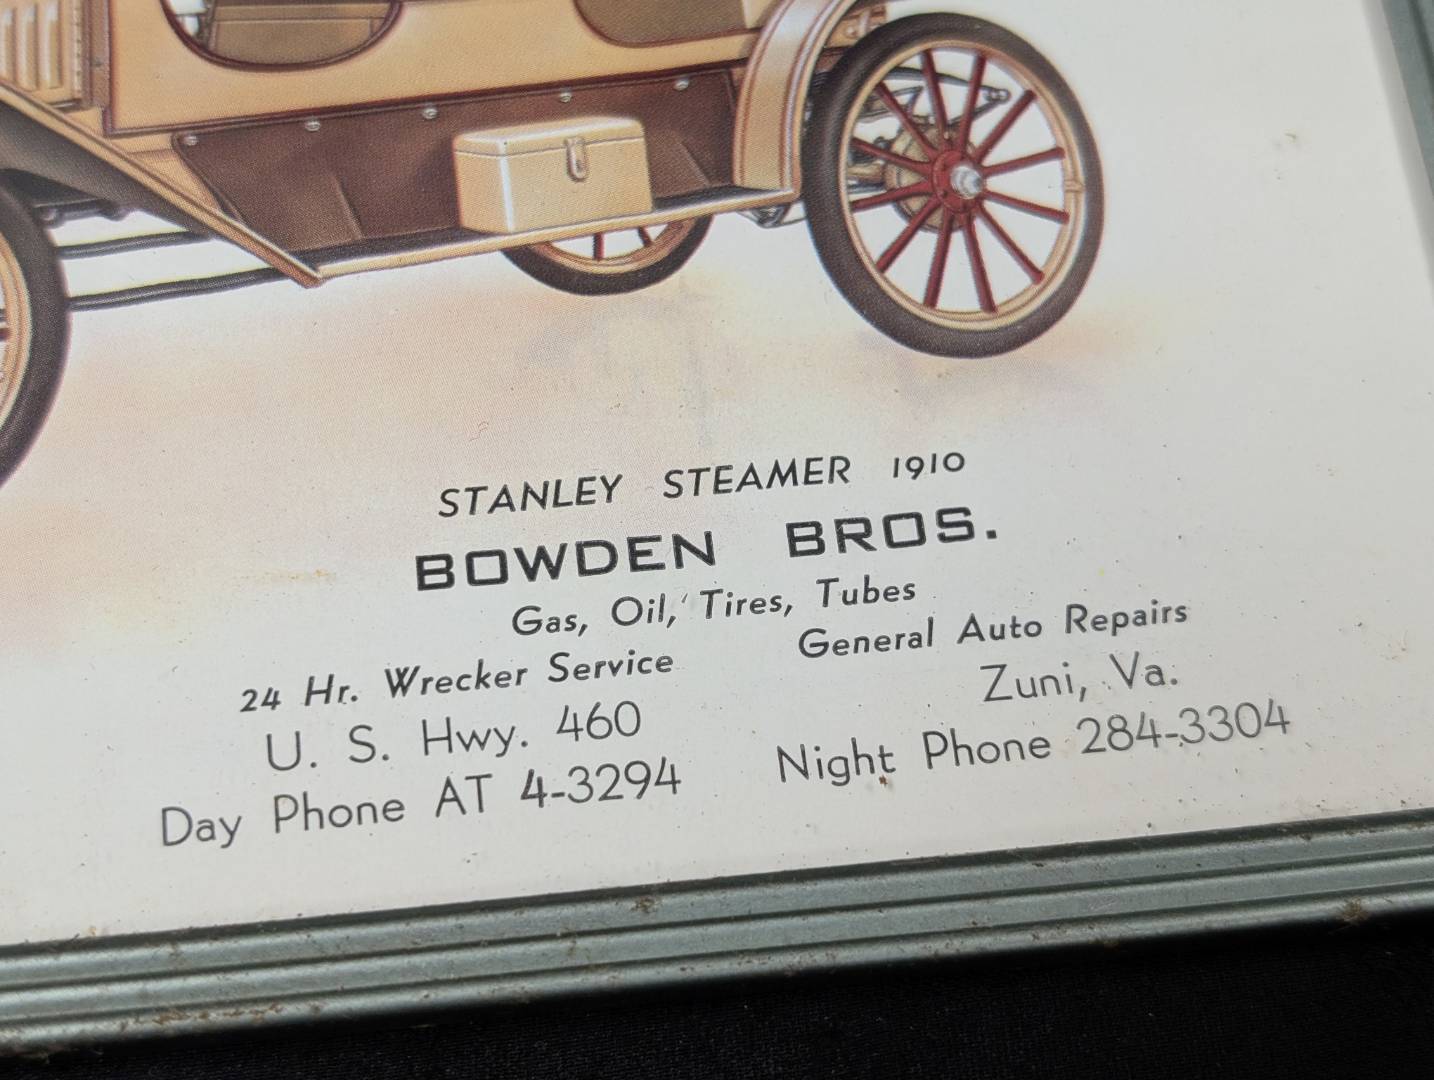 STANLEY STEAMER 1910
BOWDEN BROS.
Gas, Oil, Tires, Tubes
24 Hr. Wrecker Service General Auto Repairs
U. S. Hwy. 460 Zuni, Va.
Day Phone AT 4-3294 Night Phone 284-3304